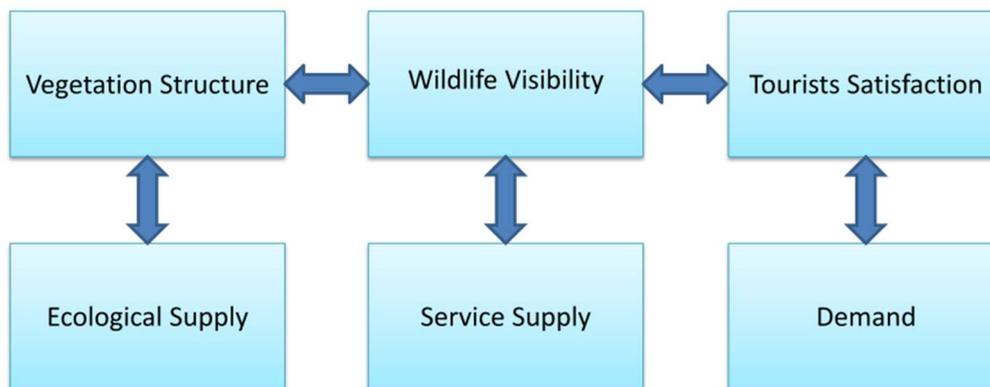 Vegetation Structure
Wildlife Visibility
Tourists Satisfaction
Ecological Supply
Service Supply
Demand